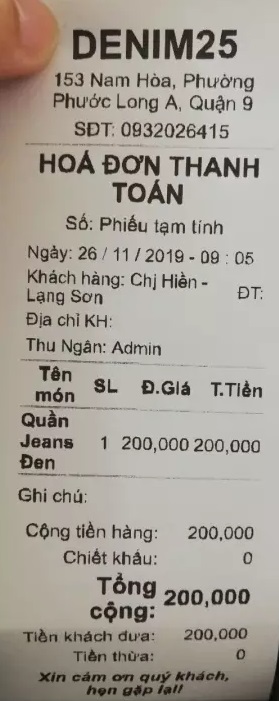 DENIM25
153 Nam Hòa, Phường
Phước Long A, Quận 9
SĐT: 0932026415
HOÁ ĐƠN THANH
TOÁN
Số: Phiếu tạm tính
Ngày: 26 / 11 / 2019 - 09 : 05
Khách hàng: Chị Hiền -
Lạng Sơn
ĐT:
Địa chỉ KH:
Thu Ngân: Admin
Tên món SL Đ.Giá T.Tiền
Quần
Jeans 1 200,000 200,000
Đen
Ghi chú:
Cộng tiền hàng: 200,000
Chiết khấu: 0
Tổng
cộng: 200,000
Tiền khách đưa: 200,000
Tiền thừa: 0
Xin cảm ơn quý khách,
hẹn gặp lại!